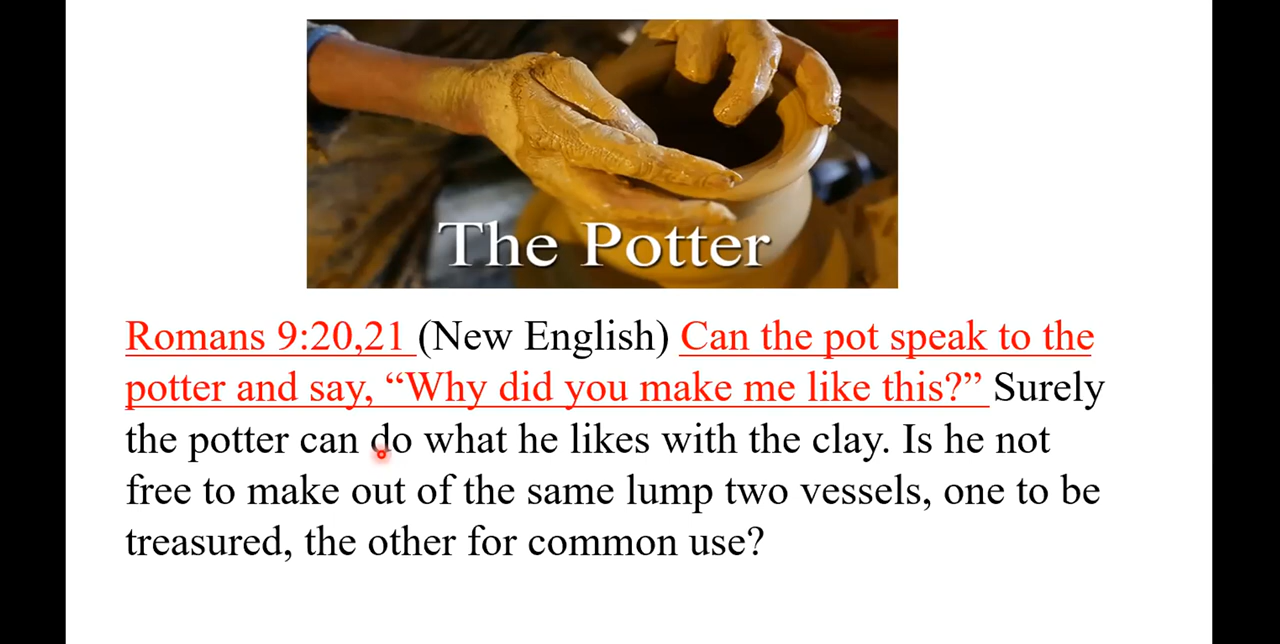 The Potter
Romans 9:20,21 (New English) Can the pot speak to the
potter and say, “Why did you make me like this?” Surely
the potter can do what he likes with the clay. Is he not
free to make out of the same lump two vessels, one to be
treasured, the other for common use?